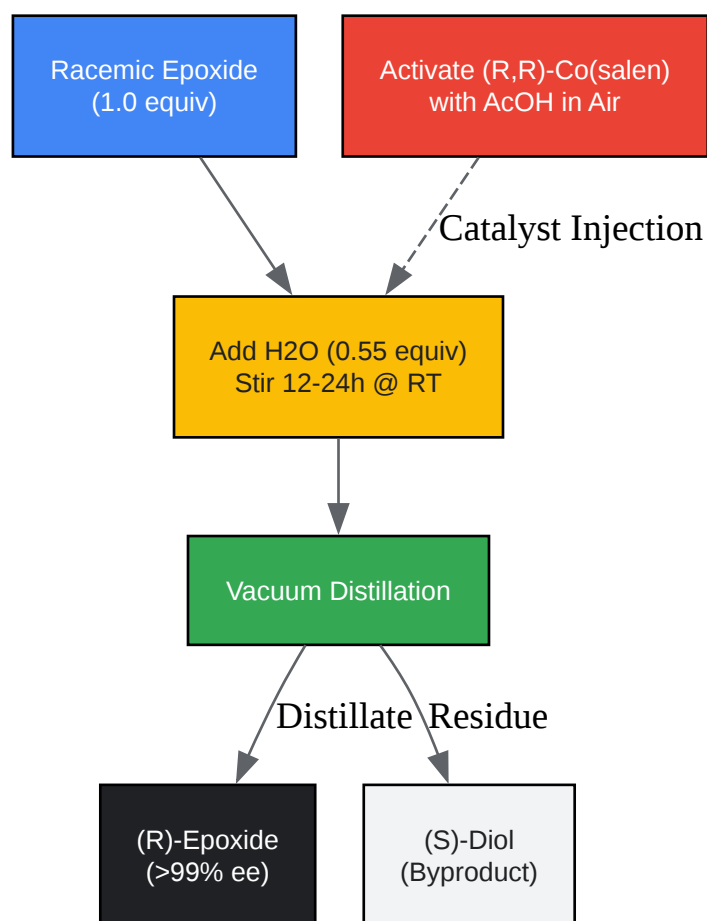 Racemic Epoxide
(1.0 equiv)
Activate (R,R)-Co(salen)
with AcOH in Air
Catalyst Injection
Add H2O (0.55 equiv)
Stir 12-24h @ RT
Vacuum Distillation
Distillate
Residue
(R)-Epoxide
(>99% ee)
(S)-Diol
(Byproduct)